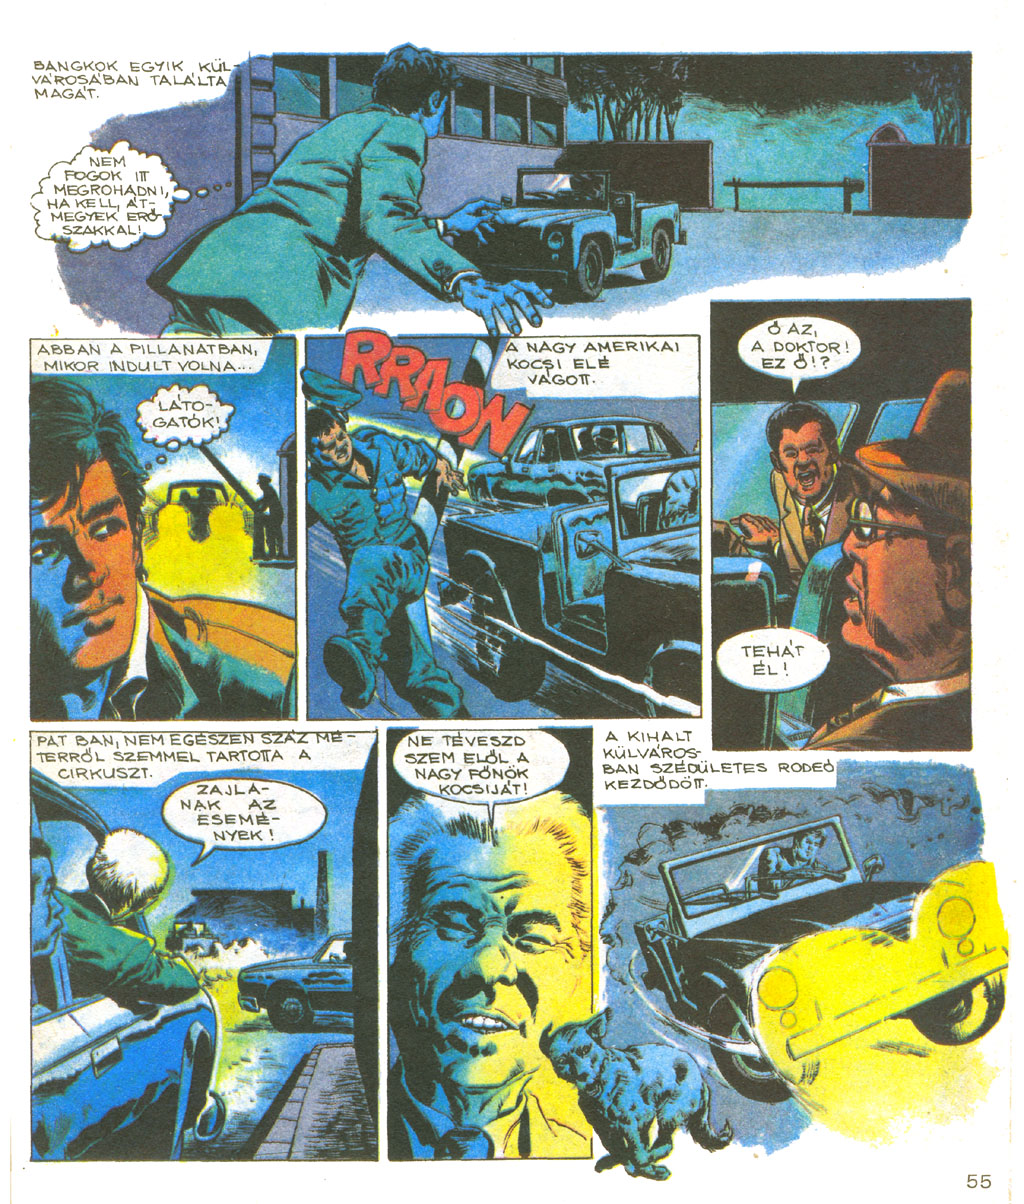 BANGKOK EGYIK KÜL-
VÁROSÁBAN TALÁLTA
MAGÁT.
NEM
FOGOK ITT
MEGROHADNI,
HA KELL, ÁT-
MEGYEK ERŐ
SZAKKAL!
ABBAN A PILLANATBAN,
MIKOR INDULT VOLNA...
LÁTO-
GATÓK!
RRAON
A NAGY AMERIKAI
KOCSI ELÉ
VÁGOTT.
Ő AZ,
A DOKTOR!
EZ Ő!?
TEHÁT
ÉL!
PAT BAN, NEM EGÉSZEN SZÁZ MÉ-
TERRŐL SZEMMEL TARTOTTA A
CIRKUSZT.
ZAJLA-
NAK AZ
ESEMÉ-
NYEK!
NE TÉVESZD
SZEM ELŐL A
NAGY FŐNÖK
KOCSIJÁT!
A KIHALT
KÜLVÁROS-
BAN SZÉDÜLETES RODEÓ
KEZDŐDÖTT.
55